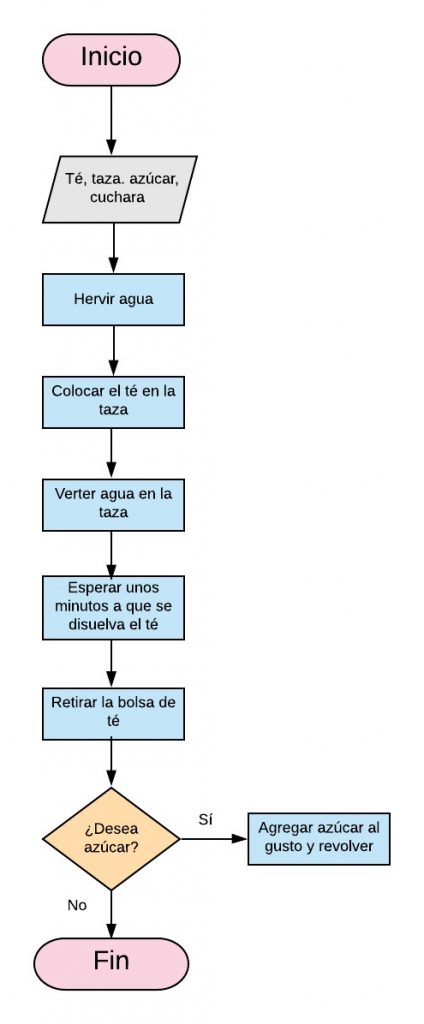 Inicio
Té, taza. azúcar,
cuchara
Hervir agua
Colocar el té en la
taza
Verter agua en la
taza
Esperar unos
minutos a que se
disuelva el té
Retirar la bolsa de
té
¿Desea
azúcar?
Sí
Agregar azúcar al
gusto y revolver
No
Fin